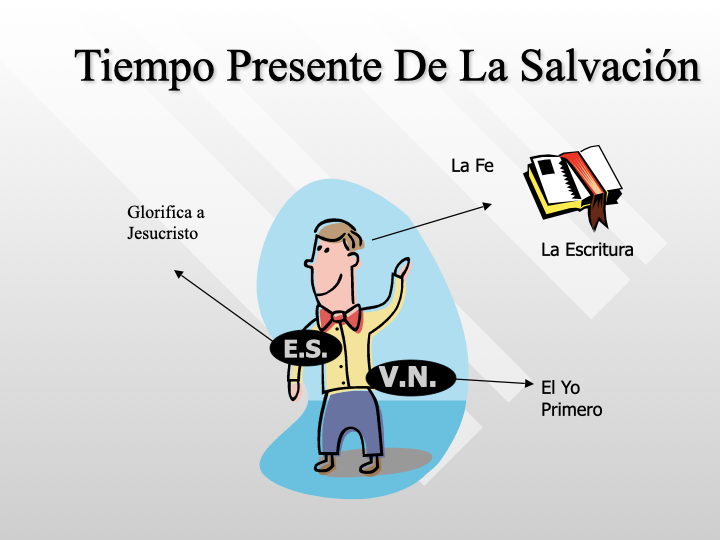 Tiempo Presente De La Salvación
La Fe
Glorifica a
Jesucristo
La Escritura
E.S.
V.N.
El Yo
Primero